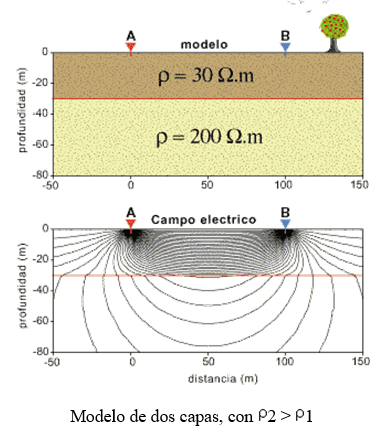 A modelo B
0
-20
-40
-60
-80
profundidad (m)
ρ = 30 Ω.m
ρ = 200 Ω.m
-50 0 50 100 150
A Campo electrico B
0
-20
-40
-60
-80
profundidad (m)
-50 0 50 100 150
distancia (m)
Modelo de dos capas, con ρ2 > ρ1